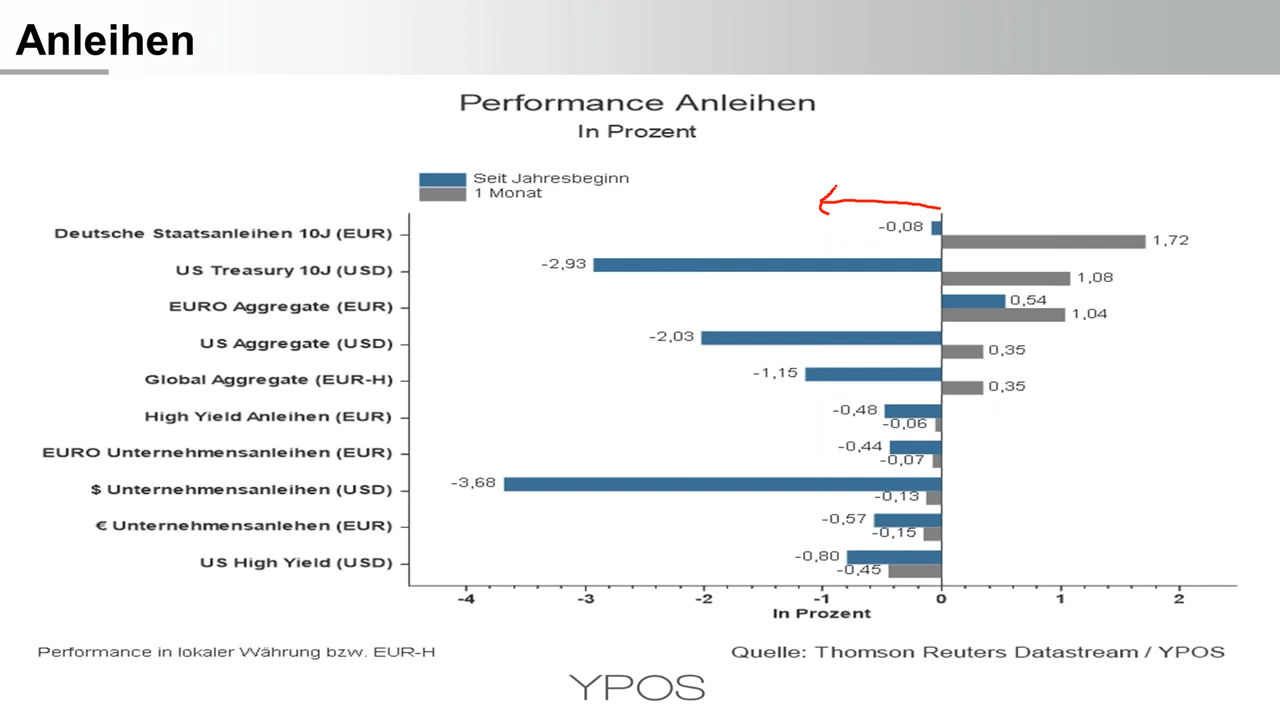 Anleihen
Performance Anleihen
In Prozent
Seit Jahresbeginn
1 Monat
Deutsche Staatsanleihen 10J (EUR)
-0,08
1,72
US Treasury 10J (USD)
-2,93
1,08
EURO Aggregate (EUR)
0,54
1,04
US Aggregate (USD)
-2,03
0,35
Global Aggregate (EUR-H)
-1,15
0,35
High Yield Anleihen (EUR)
-0,48
-0,06
EURO Unternehmensanleihen (EUR)
-0,44
-0,07
$ Unternehmensanleihen (USD)
-3,68
-0,13
€ Unternehmensanlehen (EUR)
-0,57
-0,15
US High Yield (USD)
-0,80
-0,45
-4 -3 -2 -1 0 1 2
In Prozent
Performance in lokaler Währung bzw. EUR-H
Quelle: Thomson Reuters Datastream / YPOS
YPOS